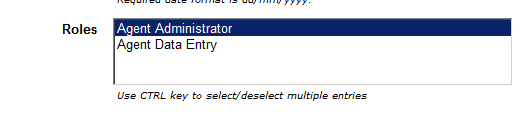 Required date format is dd/mm/yyyy.
Roles
Agent Administrator
Agent Data Entry
Use CTRL key to select/deselect multiple entries